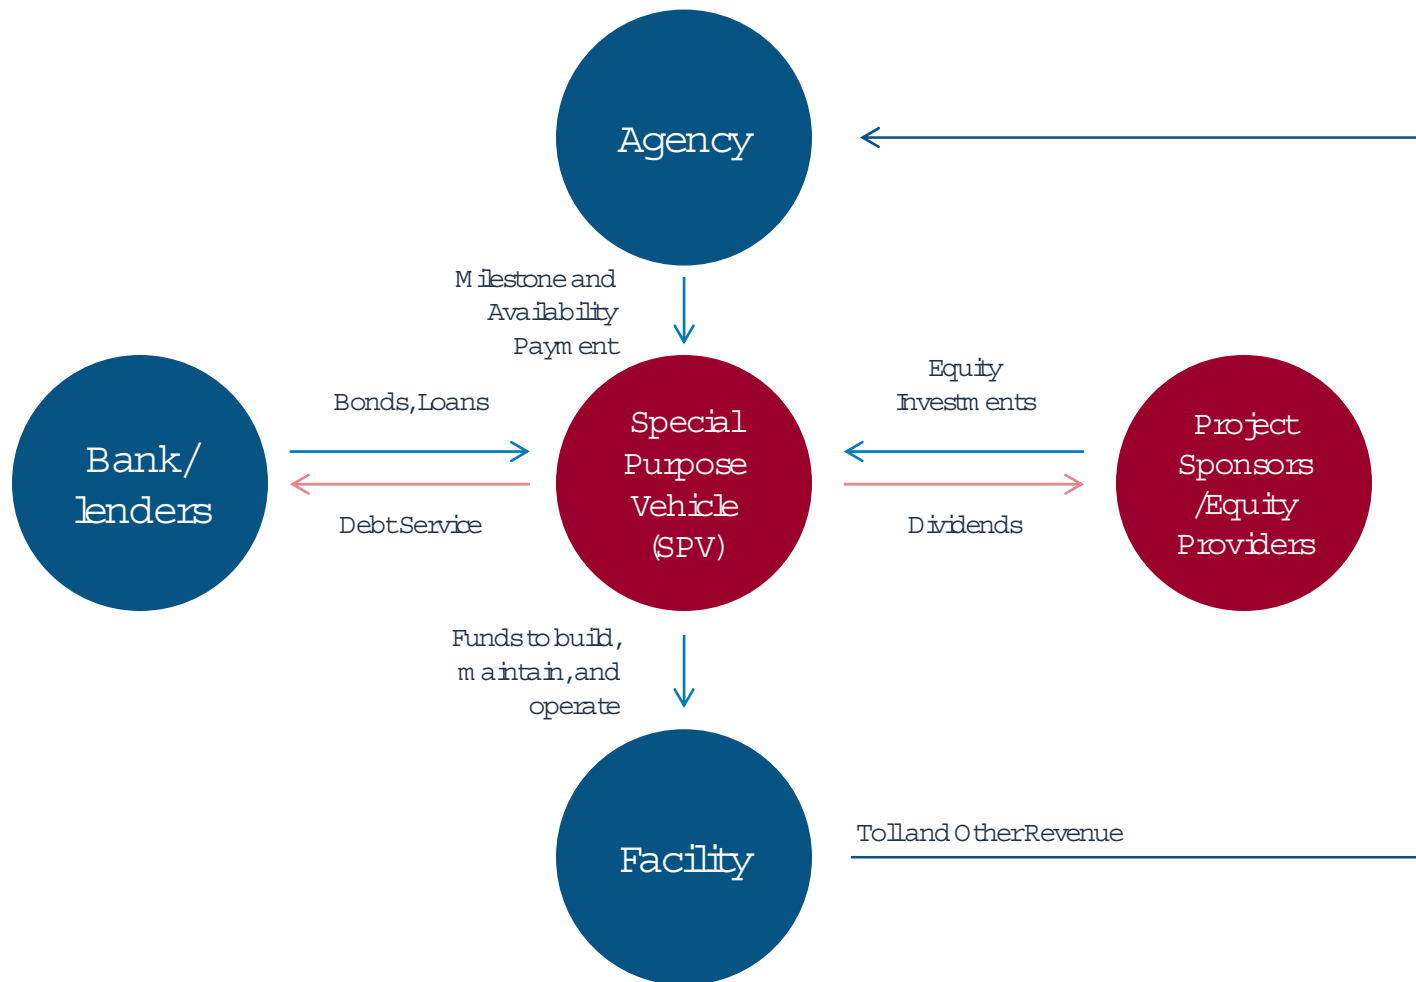 Agency
Milestone and
Availability
Payment
Bank/
lenders
Bonds, Loans
Debt Service
Special
Purpose
Vehicle
(SPV)
Equity
Investments
Dividends
Project
Sponsors
/Equity
Providers
Funds to build,
maintain, and
operate
Facility
Toll and Other Revenue